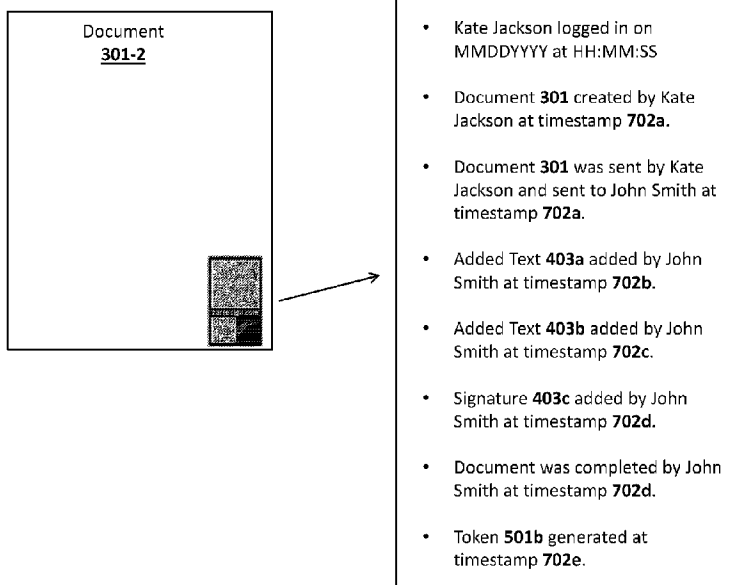 Document
301-2
• Kate Jackson logged in on
MMDDYYYY at HH:MM:SS
• Document 301 created by Kate
Jackson at timestamp 702a.
• Document 301 was sent by Kate
Jackson and sent to John Smith at
timestamp 702a.
• Added Text 403a added by John
Smith at timestamp 702b.
• Added Text 403b added by John
Smith at timestamp 702c.
• Signature 403c added by John
Smith at timestamp 702d.
• Document was completed by John
Smith at timestamp 702d.
• Token 501b generated at
timestamp 702e.